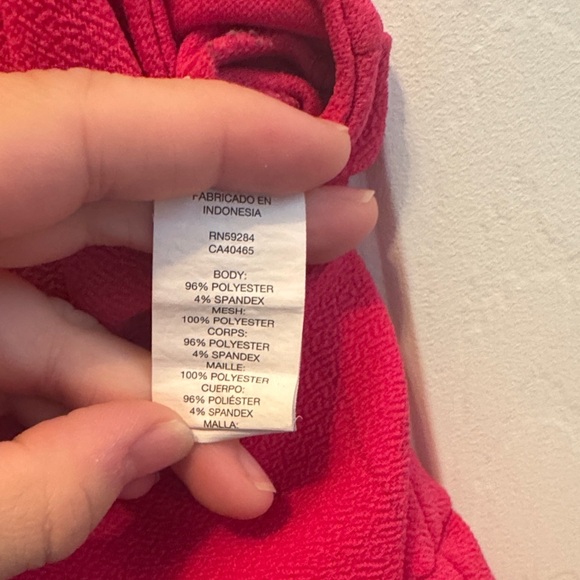 FABRICADO EN
INDONESIA
RN59284
CA40465
BODY:
96% POLYESTER
4% SPANDEX
MESH:
100% POLYESTER
CORPS:
96% POLYESTER
4% SPANDEX
MAILLE:
100% POLYESTER
CUERPO:
96% POLIÉSTER
4% SPANDEX
MALLA: